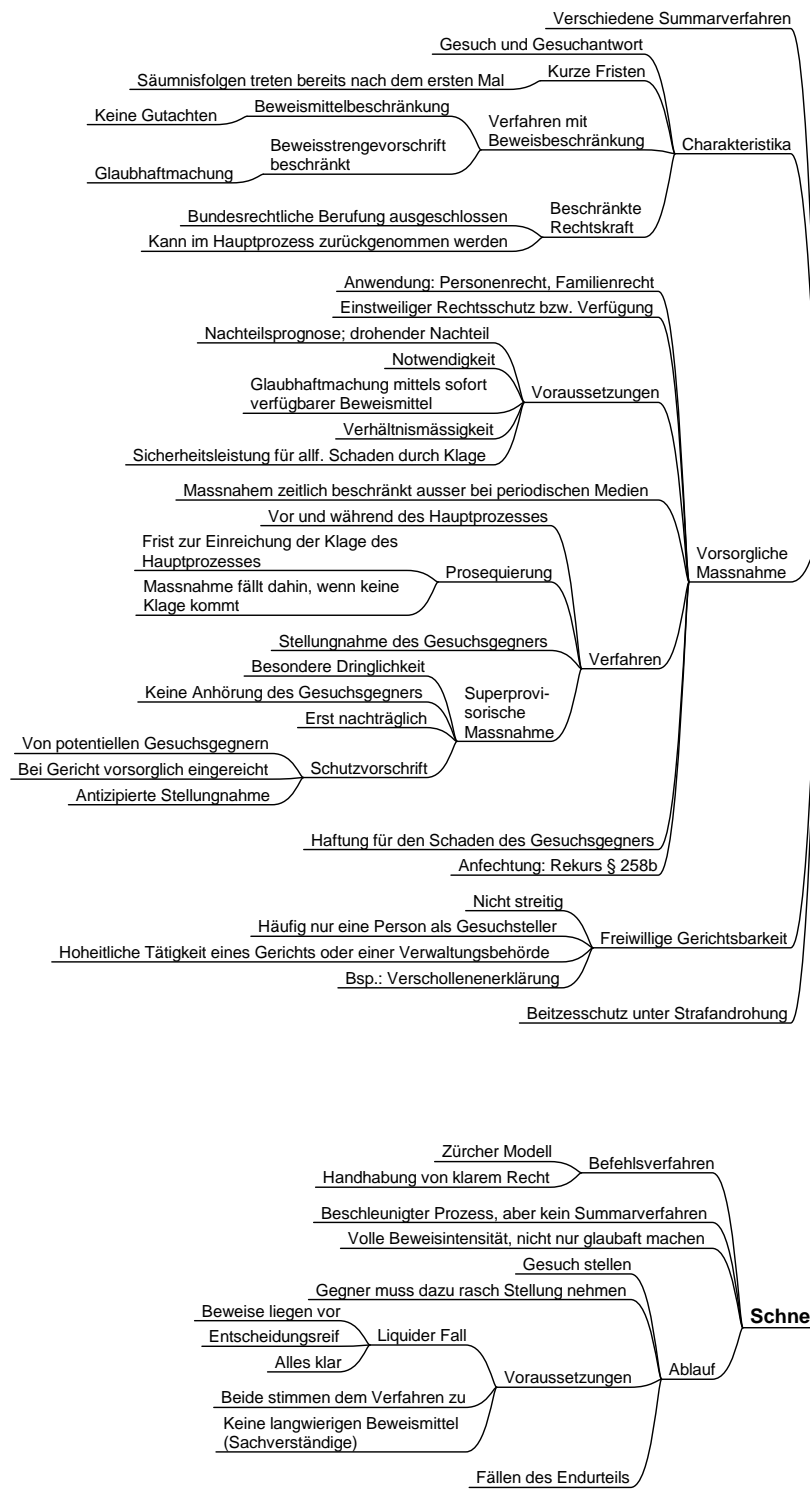 Verschiedene Summarverfahren
Gesuch und Gesuchantwort
Kurze Fristen
Säumnisfolgen treten bereits nach dem ersten Mal
Beweismittelbeschränkung
Keine Gutachten
Verfahren mit
Beweisbeschränkung
Charakteristika
Beweisstrengevorschrift
beschränkt
Glaubhaftmachung
Beschränkte
Rechtskraft
Bundesrechtliche Berufung ausgeschlossen
Kann im Hauptprozess zurückgenommen werden
Anwendung: Personenrecht, Familienrecht
Einstweiliger Rechtsschutz bzw. Verfügung
Nachteilsprognose; drohender Nachteil
Notwendigkeit
Glaubhaftmachung mittels sofort
verfügbarer Beweismittel
Voraussetzungen
Verhältnismässigkeit
Sicherheitsleistung für allf. Schaden durch Klage
Massnahem zeitlich beschränkt ausser bei periodischen Medien
Vor und während des Hauptprozesses
Frist zur Einreichung der Klage des
Hauptprozesses
Prosequierung
Massnahme fällt dahin, wenn keine
Klage kommt
Vorsorgliche
Massnahme
Stellungnahme des Gesuchsgegners
Verfahren
Besondere Dringlichkeit
Keine Anhörung des Gesuchsgegners
Erst nachträglich
Superprovi-
sorische
Massnahme
Von potentiellen Gesuchsgegnern
Bei Gericht vorsorglich eingereicht
Schutzvorschrift
Antizipierte Stellungnahme
Haftung für den Schaden des Gesuchsgegners
Anfechtung: Rekurs § 258b
Nicht streitig
Häufig nur eine Person als Gesuchsteller
Freiwillige Gerichtsbarkeit
Hoheitliche Tätigkeit eines Gerichts oder einer Verwaltungsbehörde
Bsp.: Verschollenenerklärung
Beitzesschutz unter Strafandrohung
Zürcher Modell
Befehlsverfahren
Handhabung von klarem Recht
Beschleunigter Prozess, aber kein Summarverfahren
Volle Beweisintensität, nicht nur glaubaft machen
Gesuch stellen
Gegner muss dazu rasch Stellung nehmen
Schne
Beweise liegen vor
Entscheidungsreif
Liquider Fall
Alles klar
Voraussetzungen
Ablauf
Beide stimmen dem Verfahren zu
Keine langwierigen Beweismittel
(Sachverständige)
Fällen des Endurteils